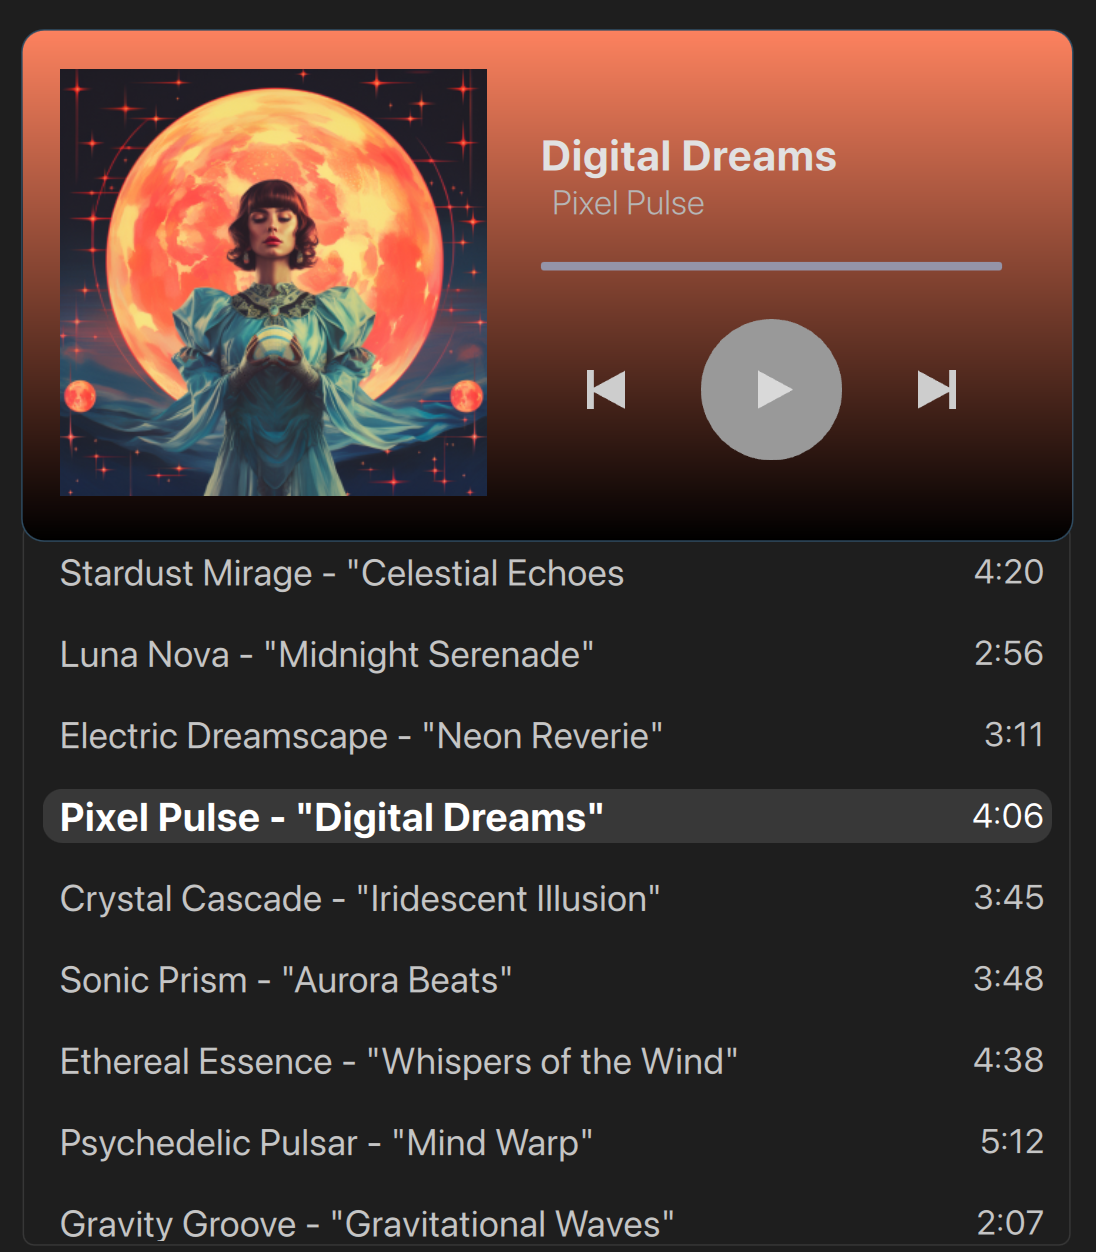 Digital Dreams
Pixel Pulse
Stardust Mirage - "Celestial Echoes 4:20
Luna Nova - "Midnight Serenade" 2:56
Electric Dreamscape - "Neon Reverie" 3:11
Pixel Pulse - "Digital Dreams" 4:06
Crystal Cascade - "Iridescent Illusion" 3:45
Sonic Prism - "Aurora Beats" 3:48
Ethereal Essence - "Whispers of the Wind" 4:38
Psychedelic Pulsar - "Mind Warp" 5:12
Gravity Groove - "Gravitational Waves" 2:07